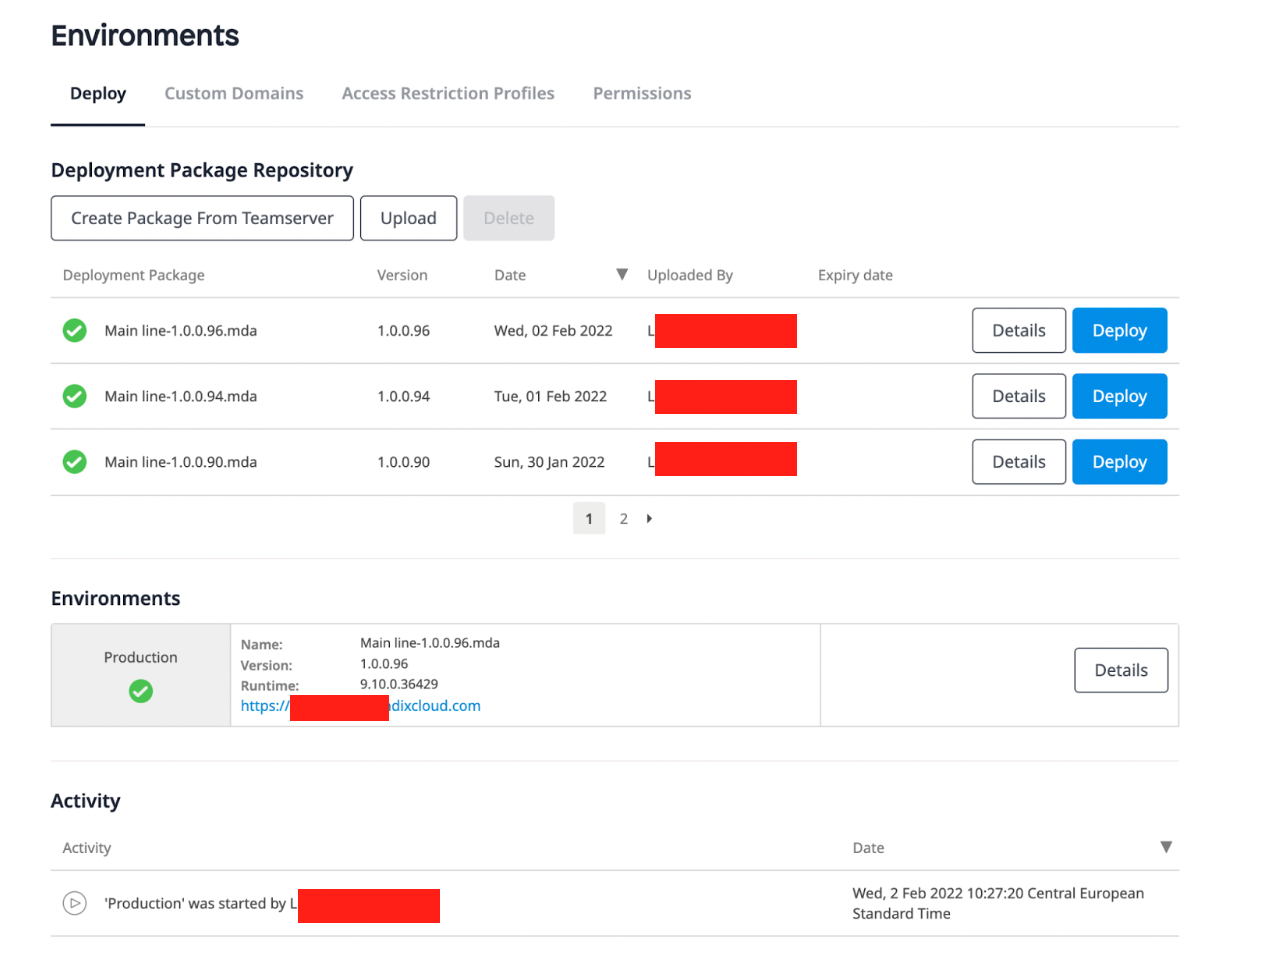 Environments
Deploy Custom Domains Access Restriction Profiles Permissions
Deployment Package Repository
Create Package From Teamserver Upload Delete
Deployment Package Version Date Uploaded By Expiry date
Main line-1.0.0.96.mda 1.0.0.96 Wed, 02 Feb 2022 L Details Deploy
Main line-1.0.0.94.mda 1.0.0.94 Tue, 01 Feb 2022 L Details Deploy
Main line-1.0.0.90.mda 1.0.0.90 Sun, 30 Jan 2022 L Details Deploy
1 2
Environments
Production
Name: Main line-1.0.0.96.mda
Version: 1.0.0.96
Runtime: 9.10.0.36429
https:// dixcloud.com
Details
Activity
Activity Date
'Production' was started by L
Wed, 2 Feb 2022 10:27:20 Central European
Standard Time